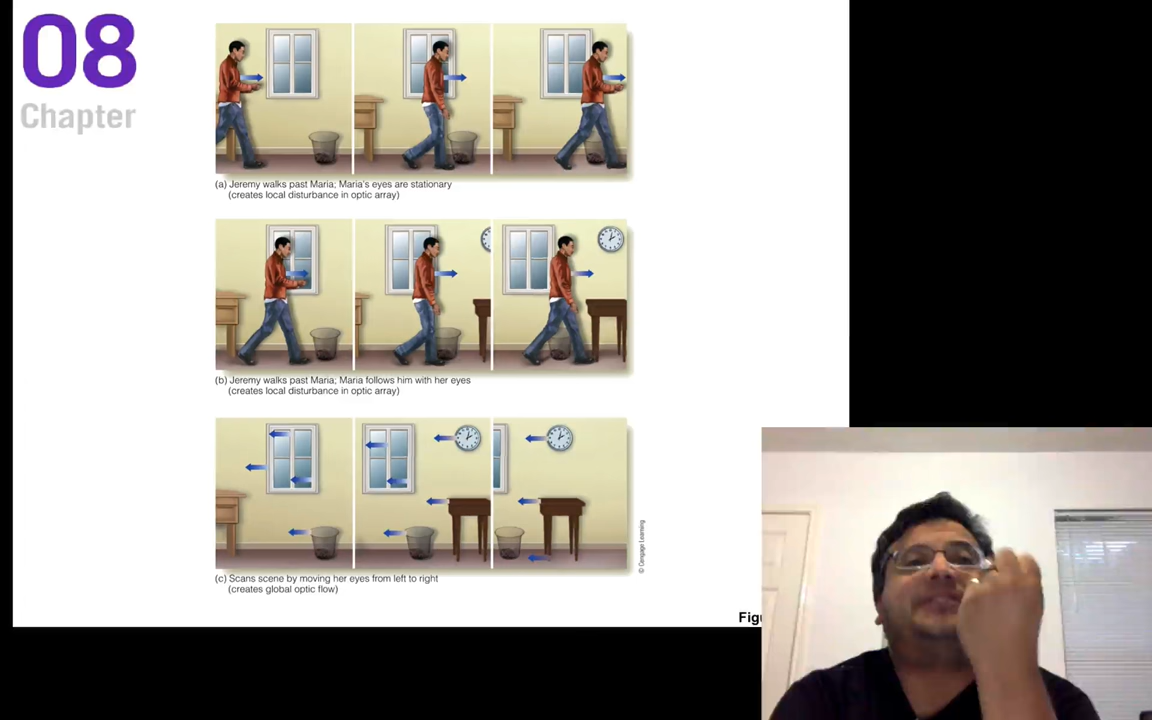 08
Chapter
(a) Jeremy walks past Maria; Maria's eyes are stationary
(creates local disturbance in optic array)
(b) Jeremy walks past Maria; Maria follows him with her eyes
(creates local disturbance in optic array)
(c) Scans scene by moving her eyes from left to right
(creates global optic flow)
© Cengage Learning